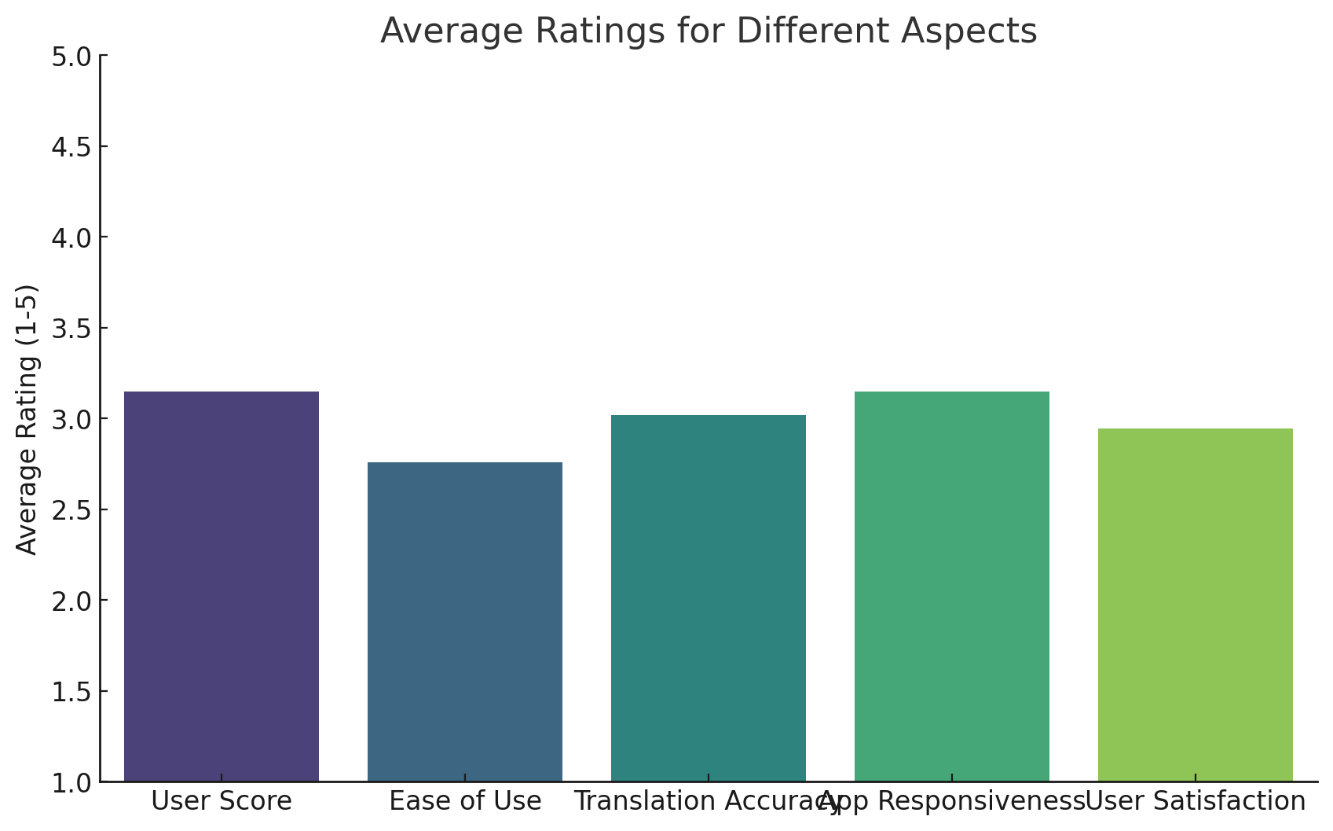 Average Ratings for Different Aspects
5.0
4.5
4.0
3.5
3.0
2.5
2.0
1.5
1.0
Average Rating (1-5)
User Score
Ease of Use
Translation Accuracy
App Responsiveness
User Satisfaction